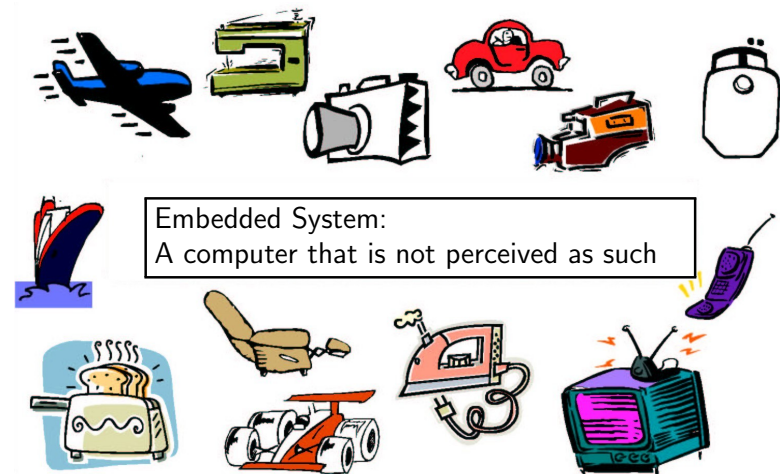 Embedded System:
A computer that is not perceived as such